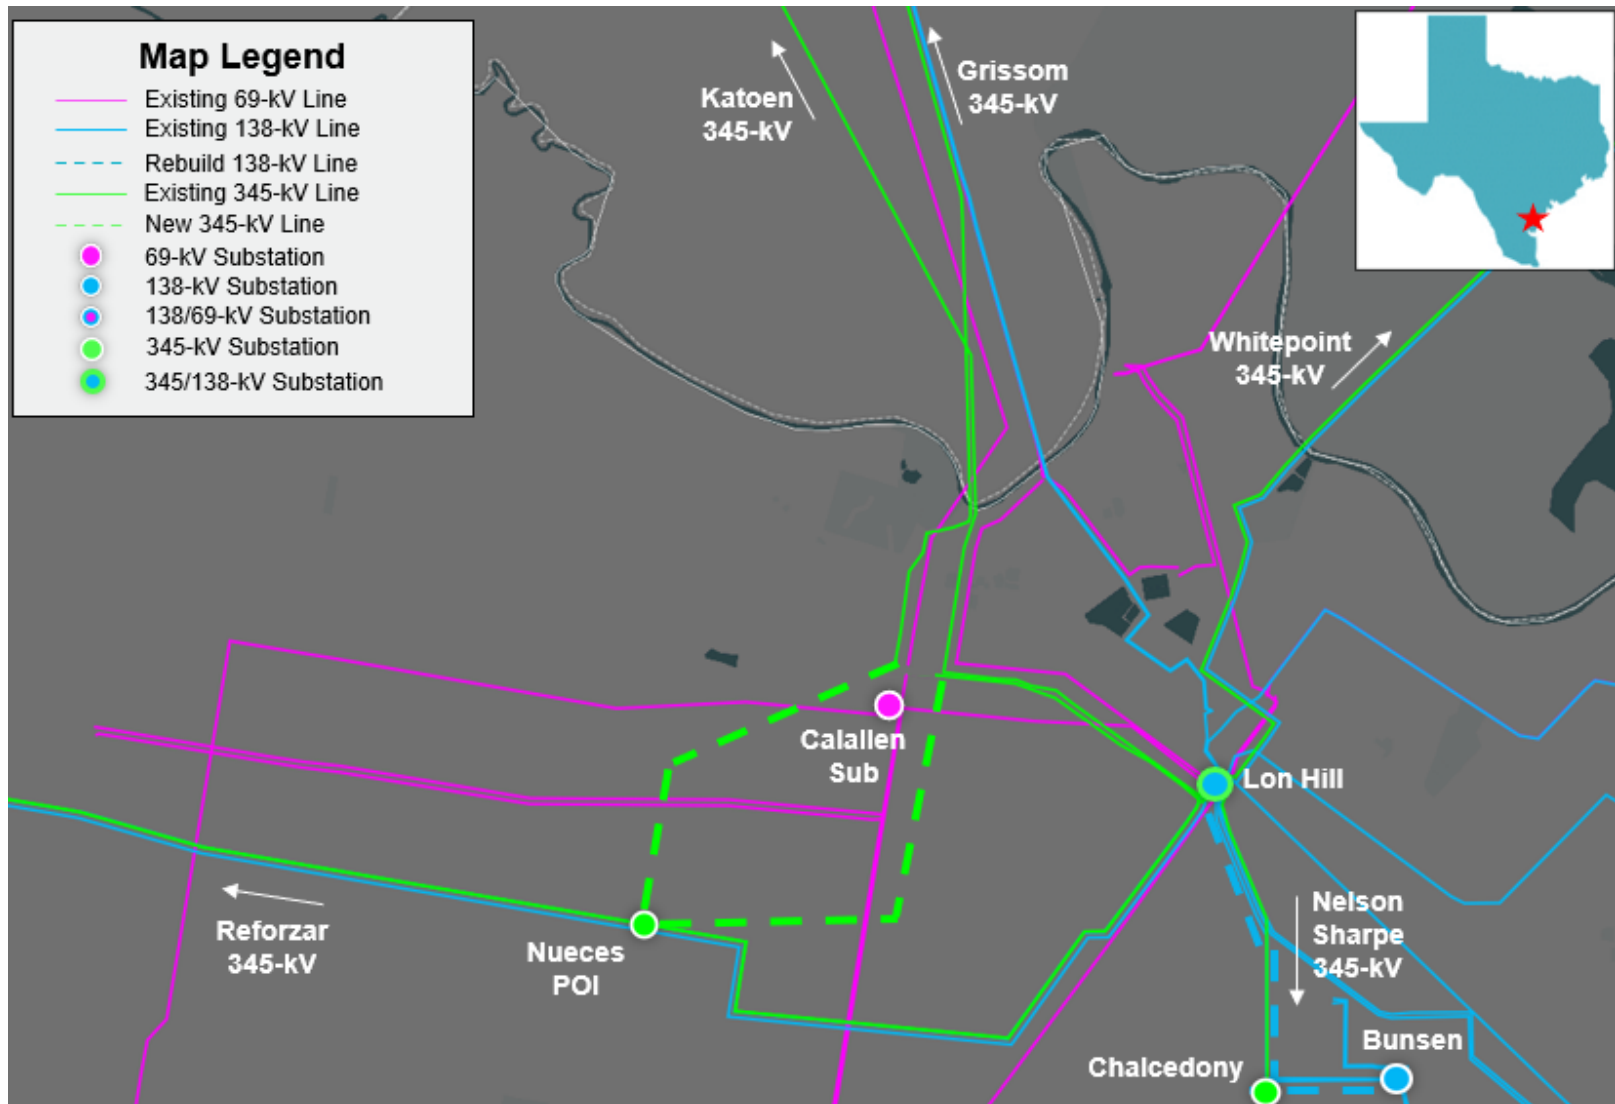 Map Legend
Existing 69-kV Line
Existing 138-kV Line
Rebuild 138-kV Line
Existing 345-kV Line
New 345-kV Line
69-kV Substation
138-kV Substation
138/69-kV Substation
345-kV Substation
345/138-kV Substation
Katoen
345-kV
Grissom
345-kV
Whitepoint
345-kV
Calallen
Sub
Lon Hill
Reforzar
345-kV
Nueces
POI
Nelson
Sharpe
345-kV
Bunsen
Chalcedony